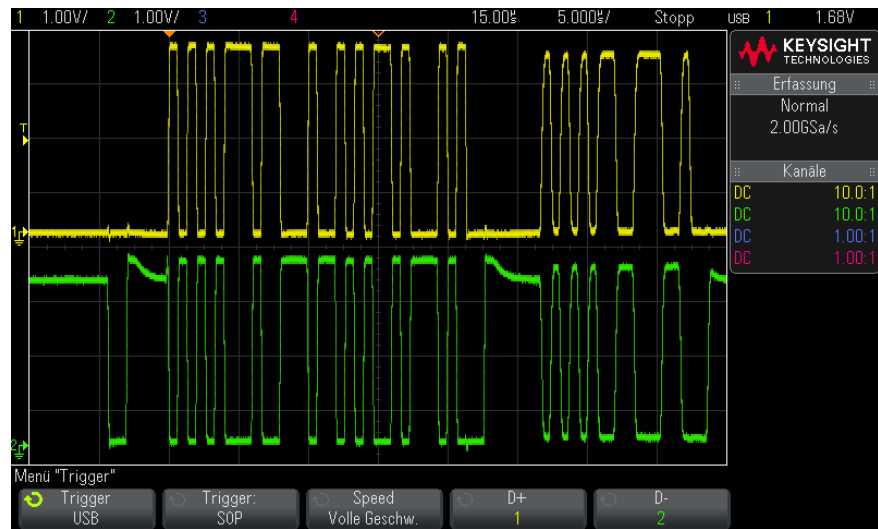 1 1.00V/ 2 1.00V/ 3 4 15.00us 5.000us/ Stopp USB 1 1.68V
KEYSIGHT
TECHNOLOGIES
Erfassung
Normal
2.00GSa/s
Kanäle
DC 10.0:1
DC 10.0:1
DC 1.00:1
DC 1.00:1
T
1
2
Menü "Trigger"
Trigger
USB
Trigger:
SOP
Speed
Volle Geschw.
D+
1
D-
2